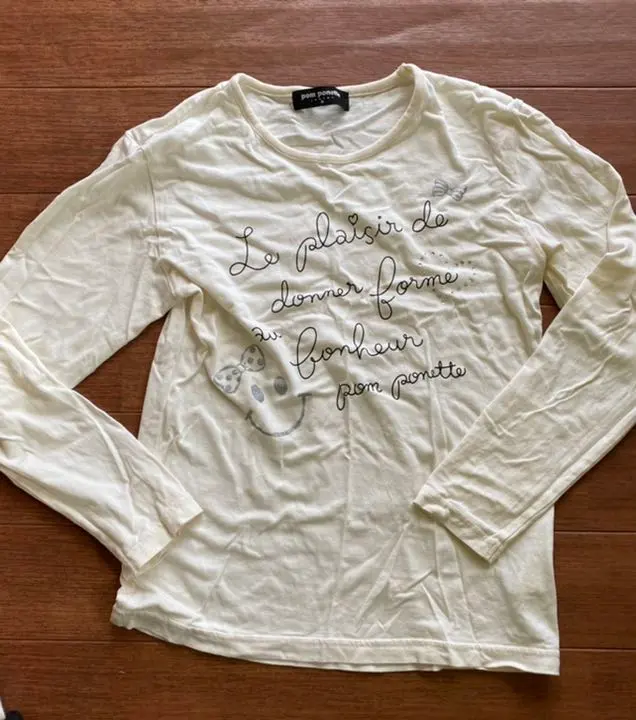 pom ponette
Le plaisir de
donner forme
au
bonheur
pom ponette